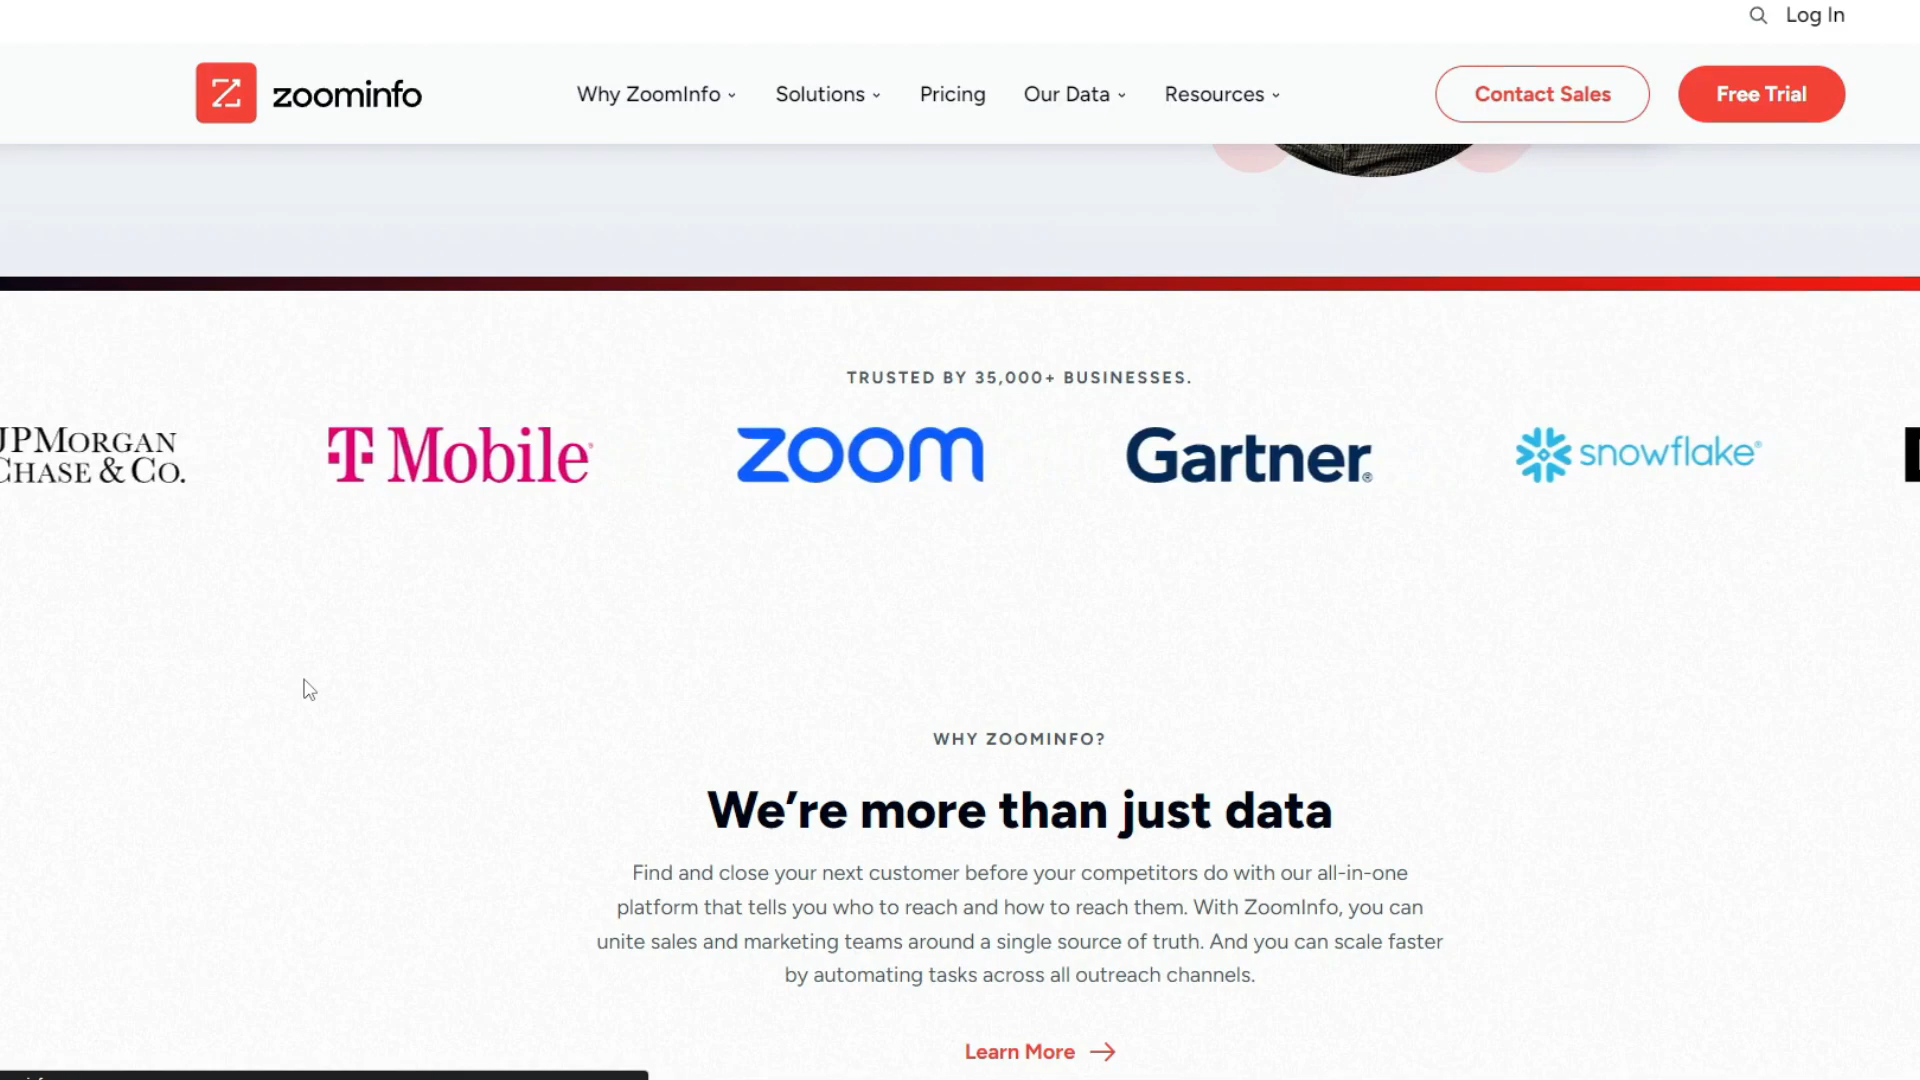 Log In
zoominfo
Why ZoomInfo
Solutions
Pricing
Our Data
Resources
Contact Sales
Free Trial
TRUSTED BY 35,000+ BUSINESSES.
JPMORGAN
CHASE & CO.
T Mobile®
zoom
Gartner®
snowflake®
WHY ZOOMINFO?
We’re more than just data
Find and close your next customer before your competitors do with our all-in-one
platform that tells you who to reach and how to reach them. With ZoomInfo, you can
unite sales and marketing teams around a single source of truth. And you can scale faster
by automating tasks across all outreach channels.
Learn More